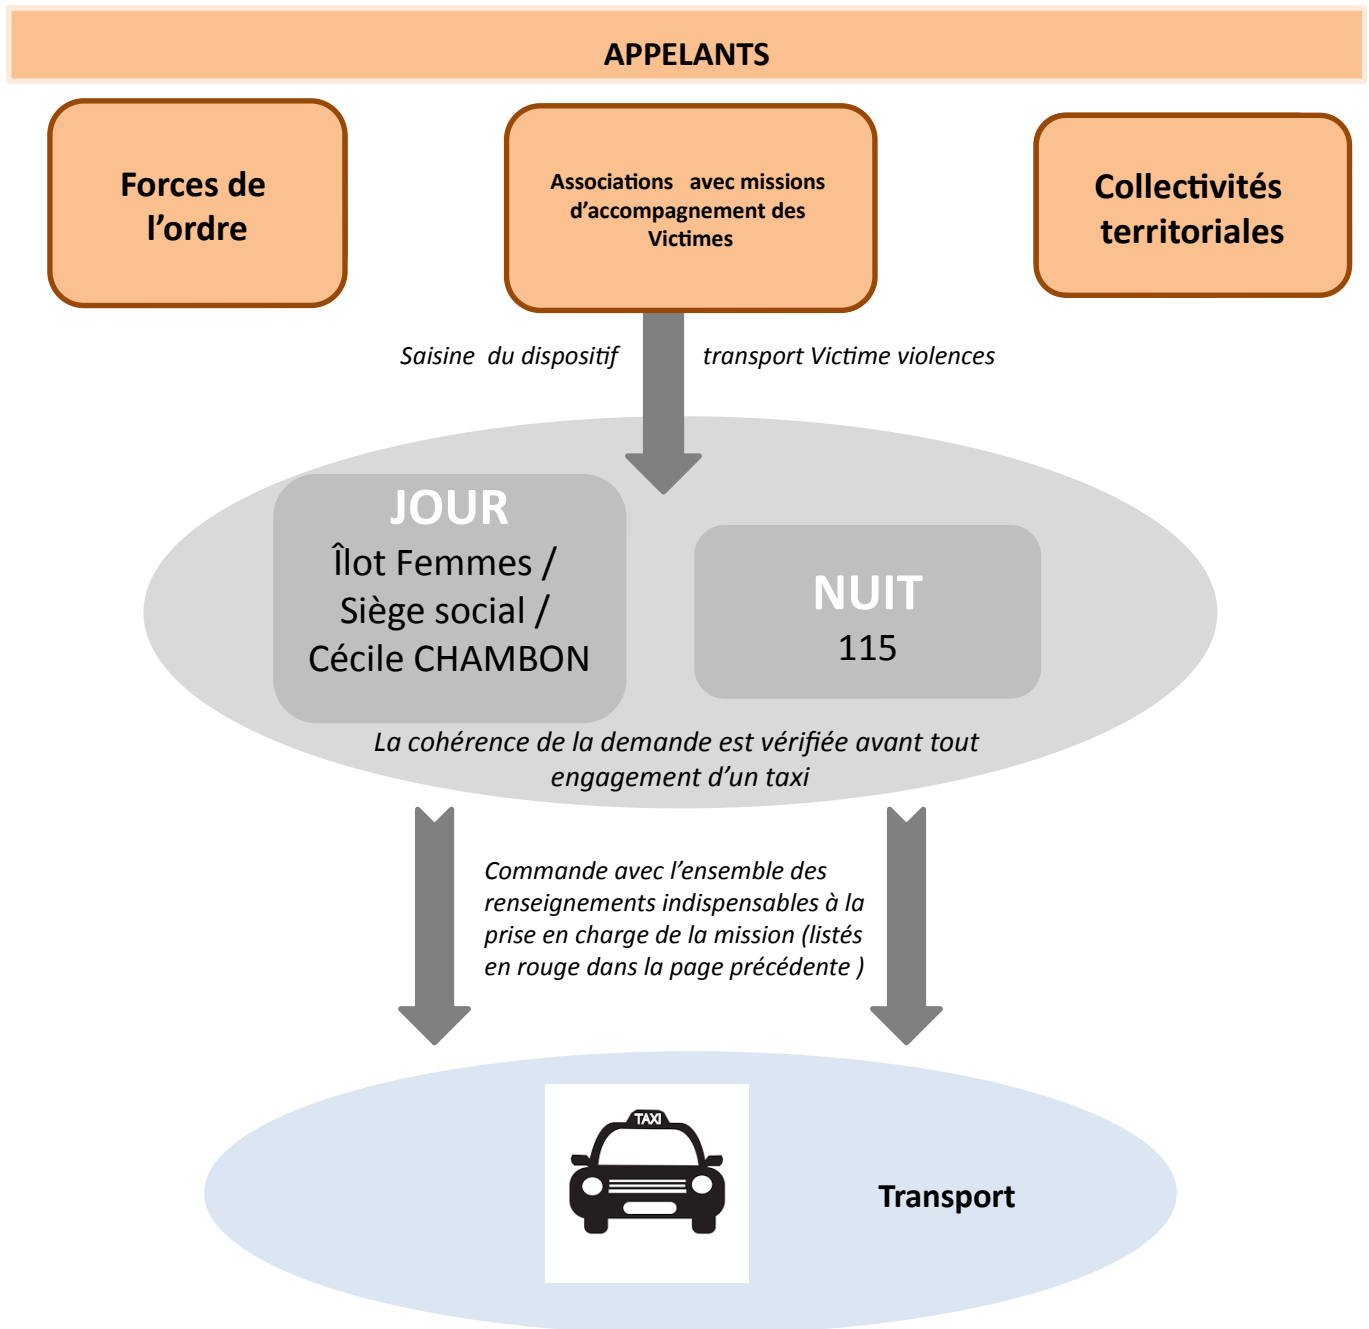 APPELANTS
Forces de
l'ordre
Associations avec missions
d'accompagnement des
Victimes
Collectivités
territoriales
Saisine du dispositif
transport Victime violences
JOUR
Îlot Femmes /
Siège social /
Cécile CHAMBON
NUIT
115
La cohérence de la demande est vérifiée avant tout
engagement d'un taxi
Commande avec l'ensemble des
renseignements indispensables à la
prise en charge de la mission (listés
en rouge dans la page précédente )
TAXI
Transport